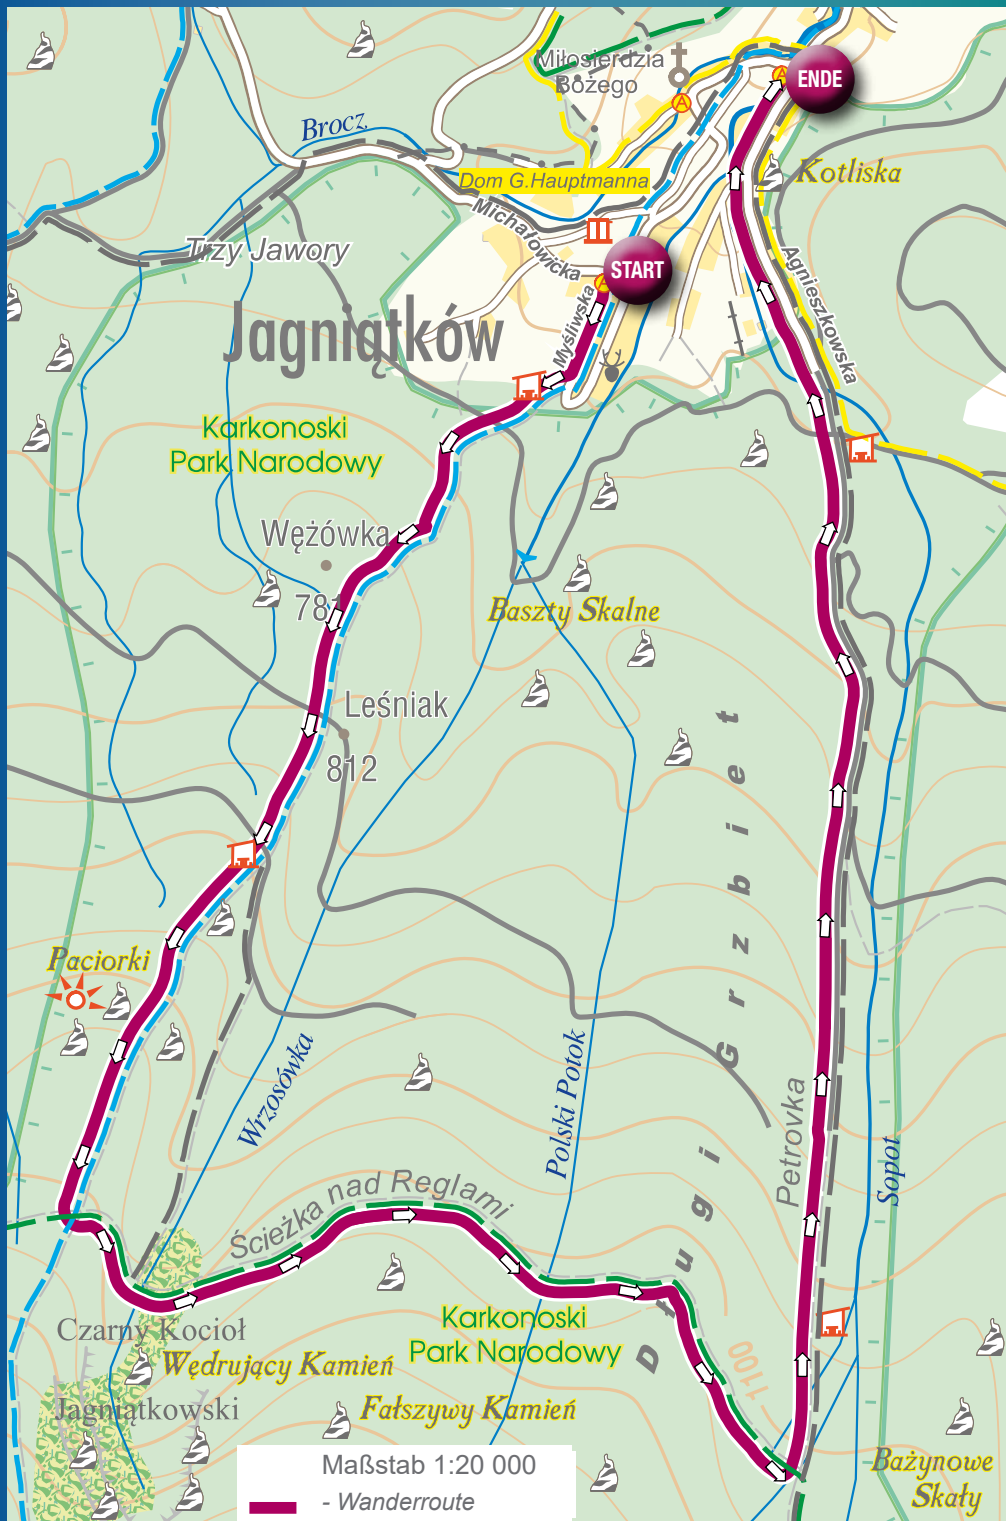 Brocz
Miłosierdzia
Bożego
A
ENDE
Kotliska
Dom G.Hauptmanna
Michałowicka
Trzy Jawory
START
A
A
Myśliwska
Agnieszkowska
Jagniątków
Karkonoski
Park Narodowy
Wężówka
781
Baszty Skalne
Leśniak
812
Długi Grzbiet
Paciorki
Wrzosówka
Polski Potok
Petrovka
Sopot
Ścieżka nad Reglami
Czarny Kocioł
Jagniątkowski
Wędrujący Kamień
Karkonoski
Park Narodowy
Fałszywy Kamień
1100
Bażynowe
Skały
Maßstab 1:20 000
- Wanderroute